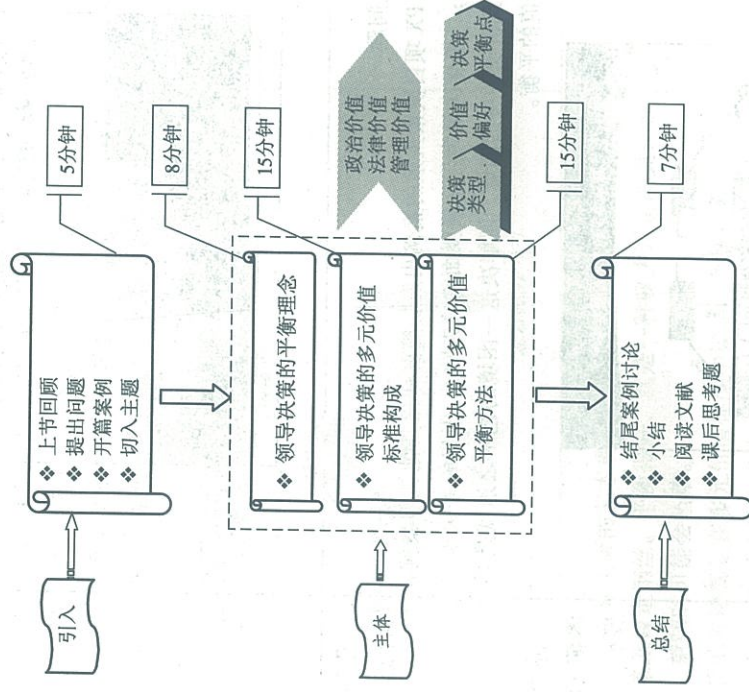 引入
❖ 上节回顾
❖ 提出问题
❖ 开篇案例
❖ 切入主题
5分钟
主体
❖ 领导决策的平衡理念
8分钟
❖ 领导决策的多元价值
标准构成
15分钟
政治价值
法律价值
管理价值
❖ 领导决策的多元价值
平衡方法
决策
类型
价值
偏好
决策
平衡点
15分钟
总结
❖ 结尾案例讨论
❖ 小结
❖ 阅读文献
❖ 课后思考题
7分钟